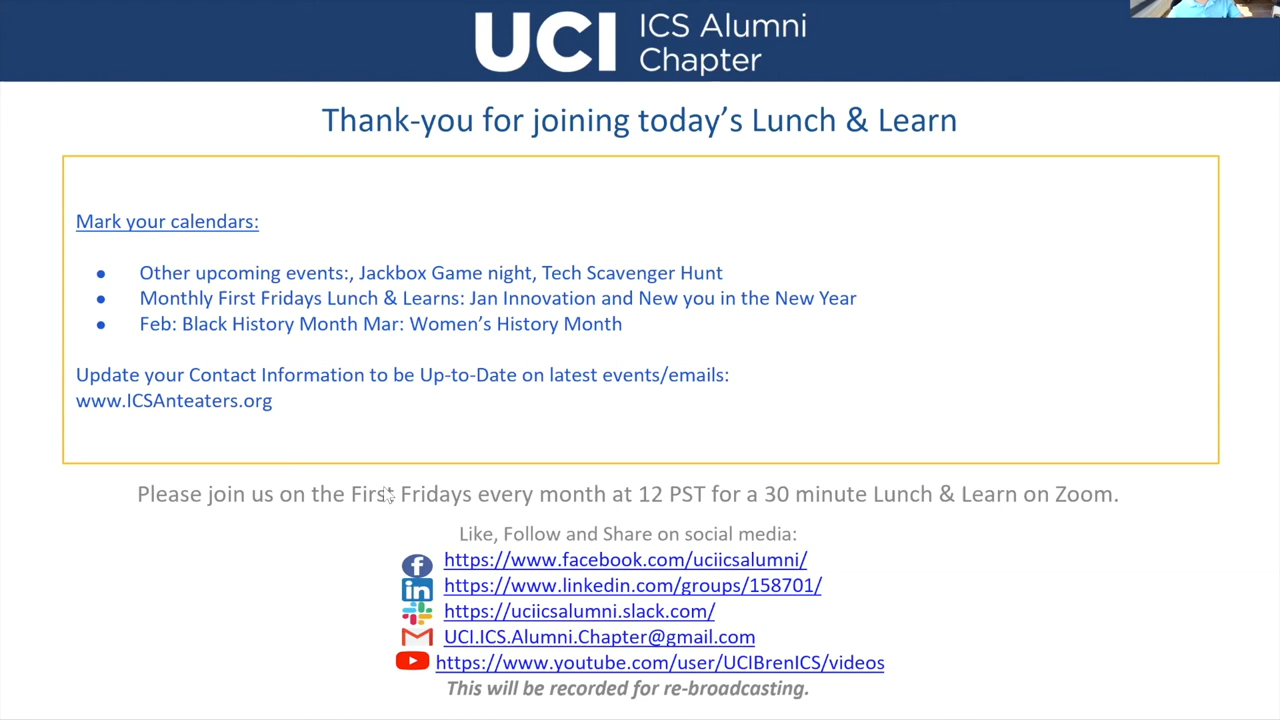 UCI ICS Alumni
Chapter
Thank-you for joining today's Lunch & Learn
Mark your calendars:
● Other upcoming events:, Jackbox Game night, Tech Scavenger Hunt
● Monthly First Fridays Lunch & Learns: Jan Innovation and New you in the New Year
● Feb: Black History Month Mar: Women's History Month
Update your Contact Information to be Up-to-Date on latest events/emails:
www.ICSAnteaters.org
Please join us on the First Fridays every month at 12 PST for a 30 minute Lunch & Learn on Zoom.
Like, Follow and Share on social media:
https://www.facebook.com/uciicsalumni/
https://www.linkedin.com/groups/158701/
https://uciicsalumni.slack.com/
UCI.ICS.Alumni.Chapter@gmail.com
https://www.youtube.com/user/UCIBrenICS/videos
This will be recorded for re-broadcasting.